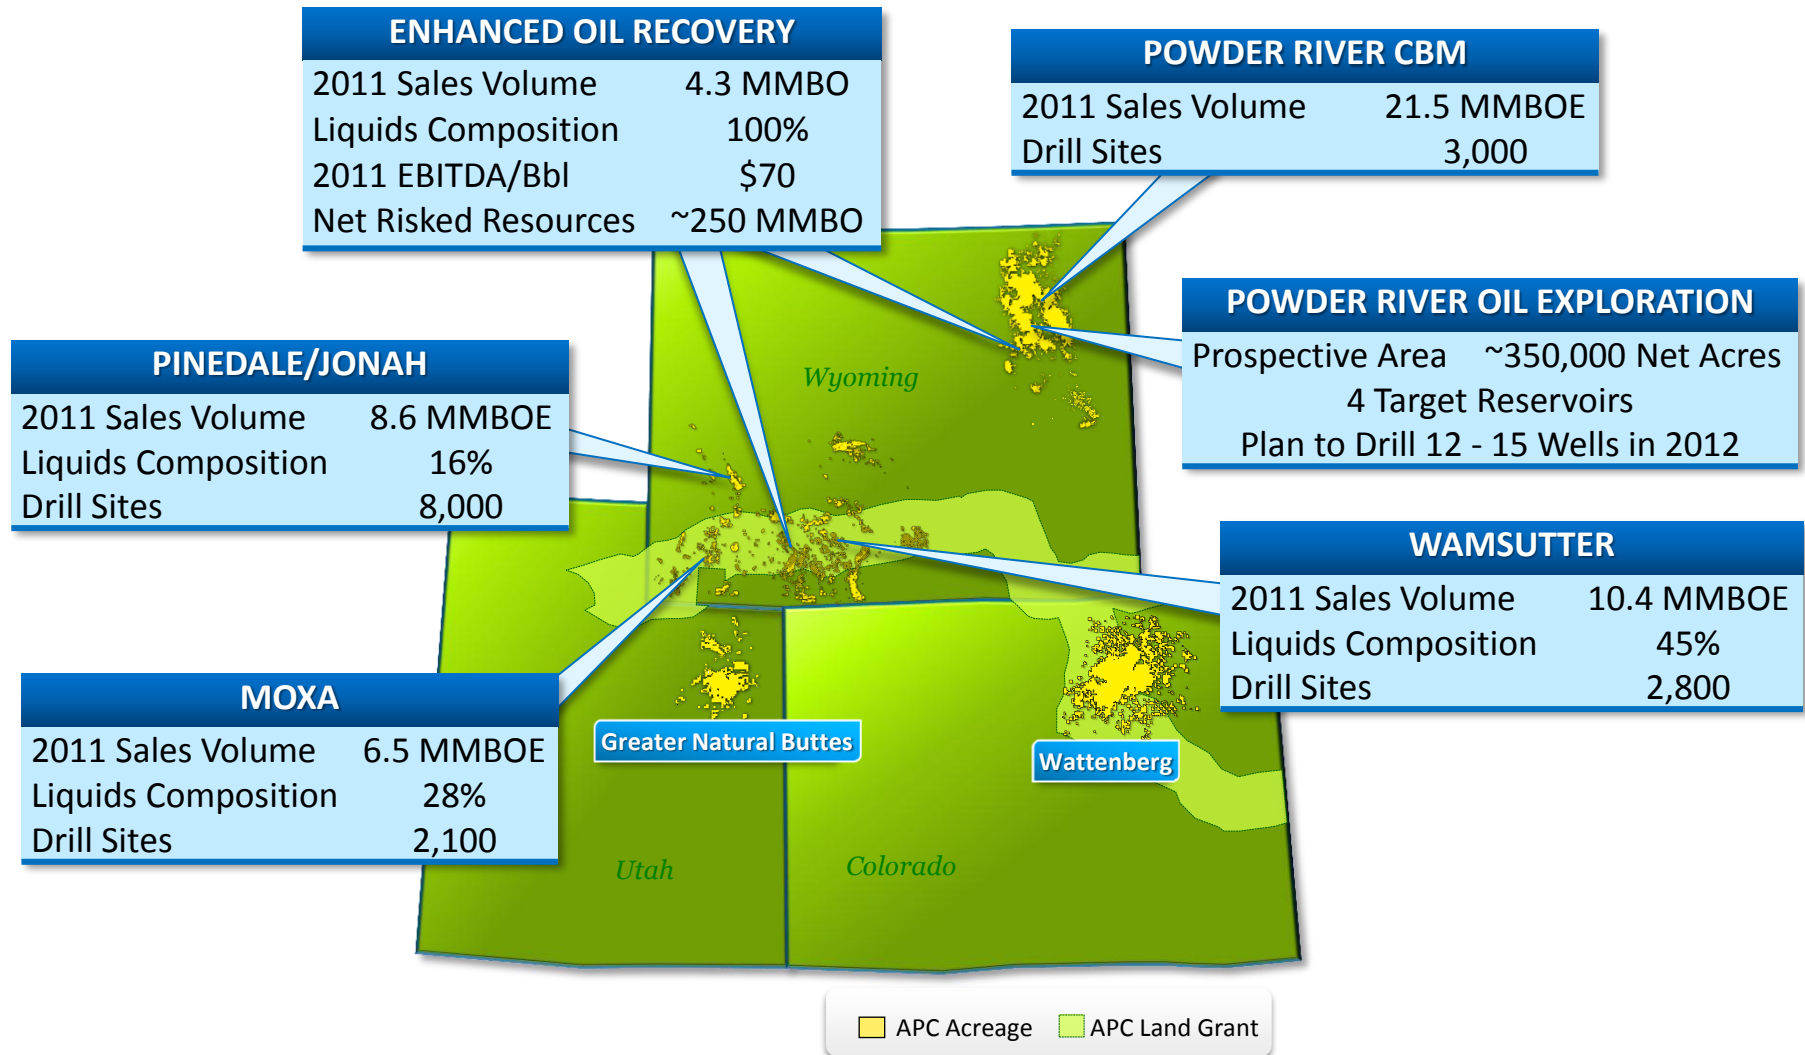 ENHANCED OIL RECOVERY
2011 Sales Volume 4.3 MMBO
Liquids Composition 100%
2011 EBITDA/Bbl $70
Net Risked Resources ~250 MMBO
POWDER RIVER CBM
2011 Sales Volume 21.5 MMBOE
Drill Sites 3,000
POWDER RIVER OIL EXPLORATION
Prospective Area ~350,000 Net Acres
4 Target Reservoirs
Plan to Drill 12 - 15 Wells in 2012
PINEDALE/JONAH
2011 Sales Volume 8.6 MMBOE
Liquids Composition 16%
Drill Sites 8,000
Wyoming
WAMSUTTER
2011 Sales Volume 10.4 MMBOE
Liquids Composition 45%
Drill Sites 2,800
MOXA
2011 Sales Volume 6.5 MMBOE
Liquids Composition 28%
Drill Sites 2,100
Greater Natural Buttes
Wattenberg
Utah
Colorado
APC Acreage
APC Land Grant